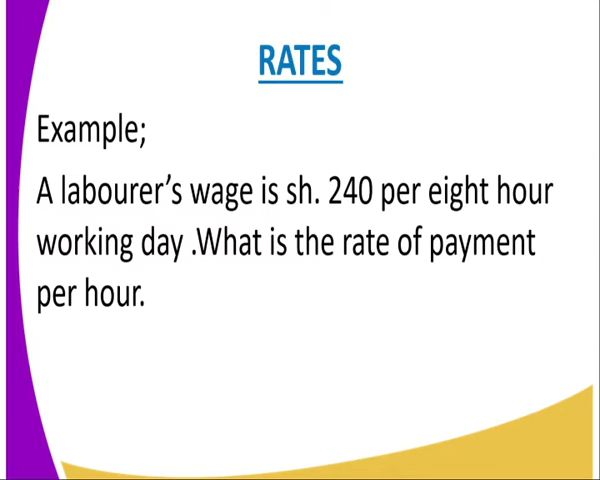 RATES
Example;
A labourer’s wage is sh. 240 per eight hour
working day .What is the rate of payment
per hour.